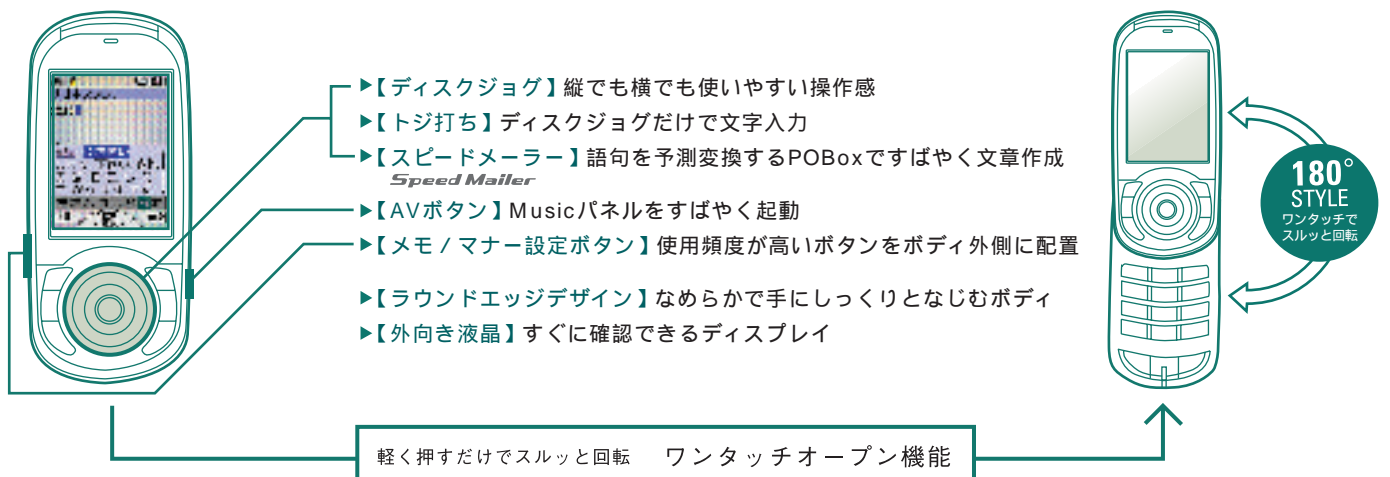 ▶【ディスクジョグ】縦でも横でも使いやすい操作感
▶【トジ打ち】ディスクジョグだけで文字入力
▶【スピードメーラー】語句を予測変換するPOBoxですばやく文章作成
Speed Mailer
▶【AVボタン】Musicパネルをすばやく起動
▶【メモ / マナー設定ボタン】使用頻度が高いボタンをボディ外側に配置
▶【ラウンドエッジデザイン】なめらかで手にしっくりとなじむボディ
▶【外向き液晶】すぐに確認できるディスプレイ
180°
STYLE
ワンタッチで
スルッと回転
軽く押すだけでスルッと回転 ワンタッチオープン機能